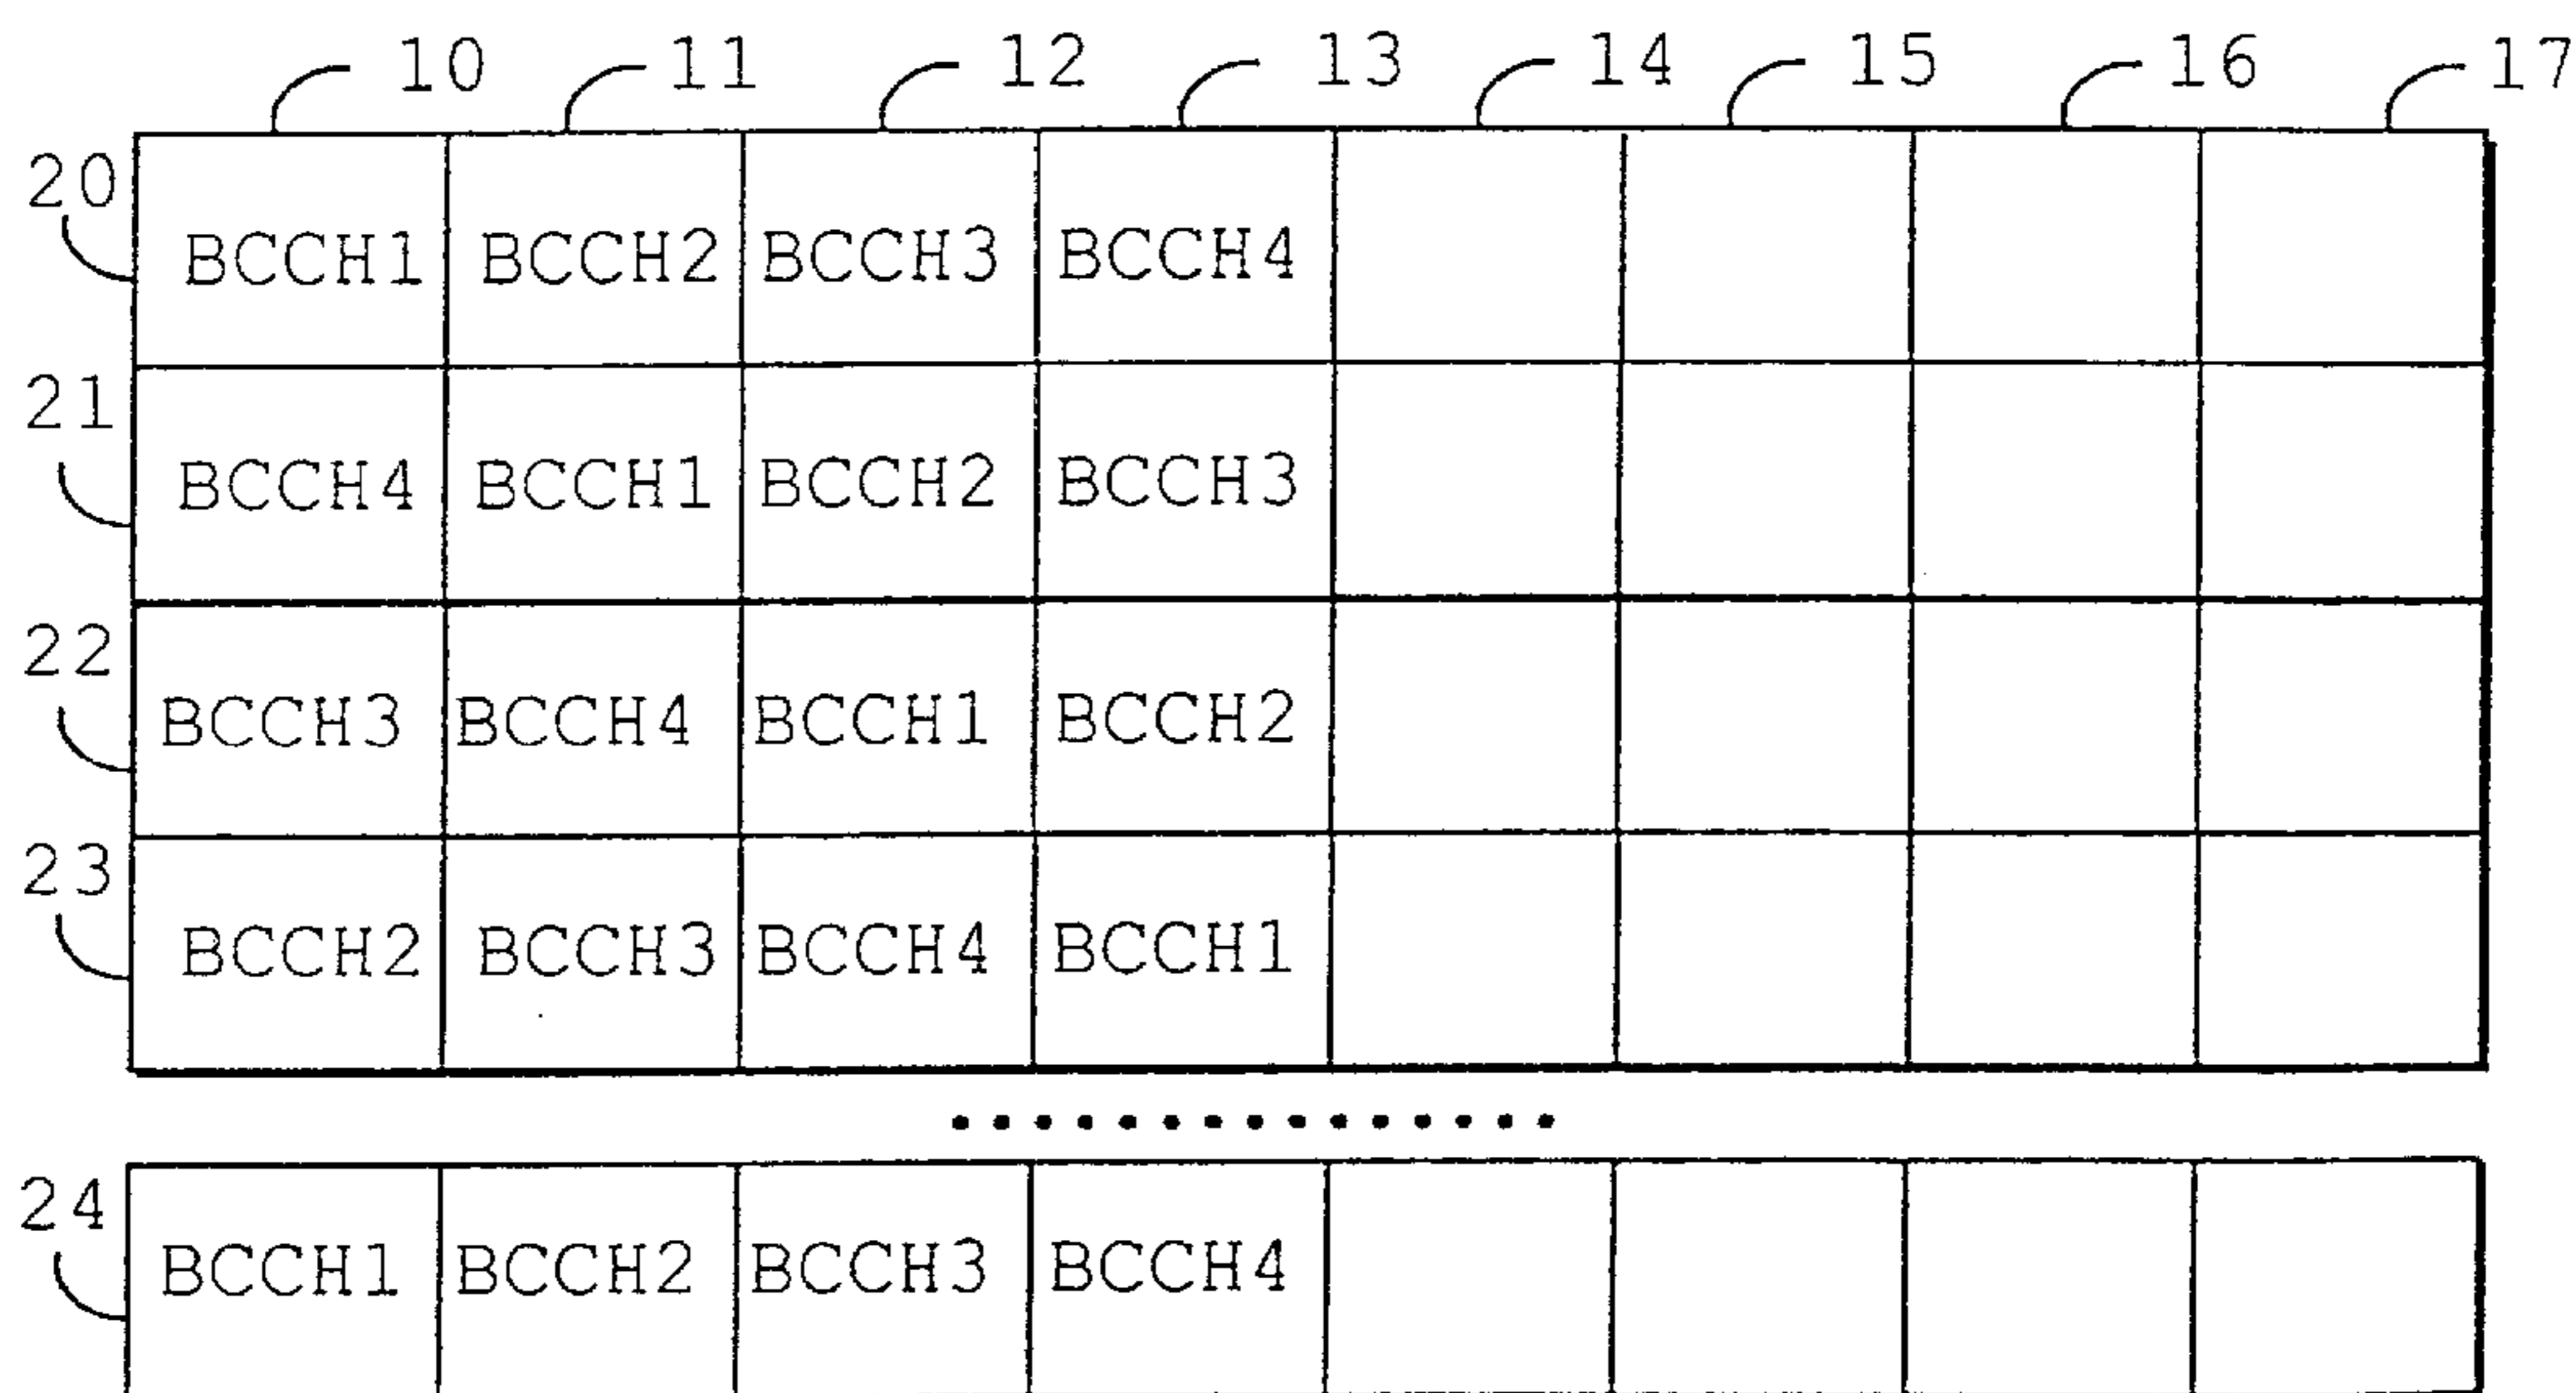 10 11 12 13 14 15 16 17
20 BCCH1 BCCH2 BCCH3 BCCH4
21 BCCH4 BCCH1 BCCH2 BCCH3
22 BCCH3 BCCH4 BCCH1 BCCH2
23 BCCH2 BCCH3 BCCH4 BCCH1
...............
24 BCCH1 BCCH2 BCCH3 BCCH4